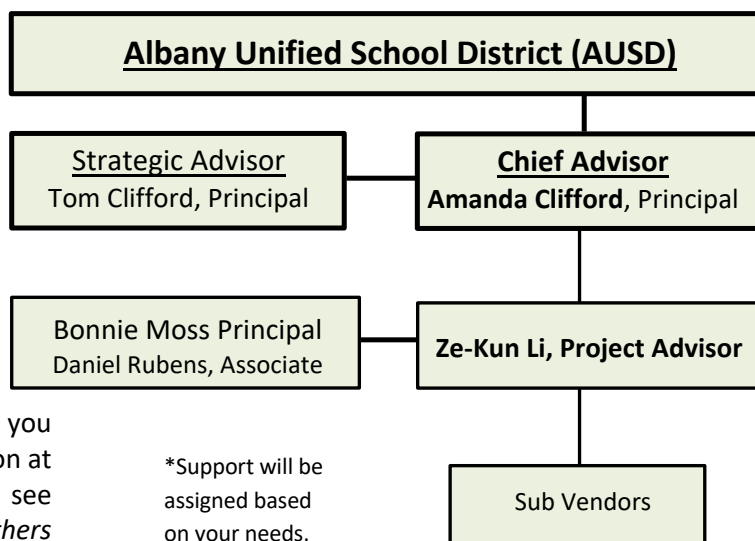 Albany Unified School District (AUSD)
Strategic Advisor
Tom Clifford, Principal
Chief Advisor
Amanda Clifford, Principal
Bonnie Moss Principal
Daniel Rubens, Associate
Ze-Kun Li, Project Advisor
you
on at
see
thers
*Support will be
assigned based
on your needs.
Sub Vendors